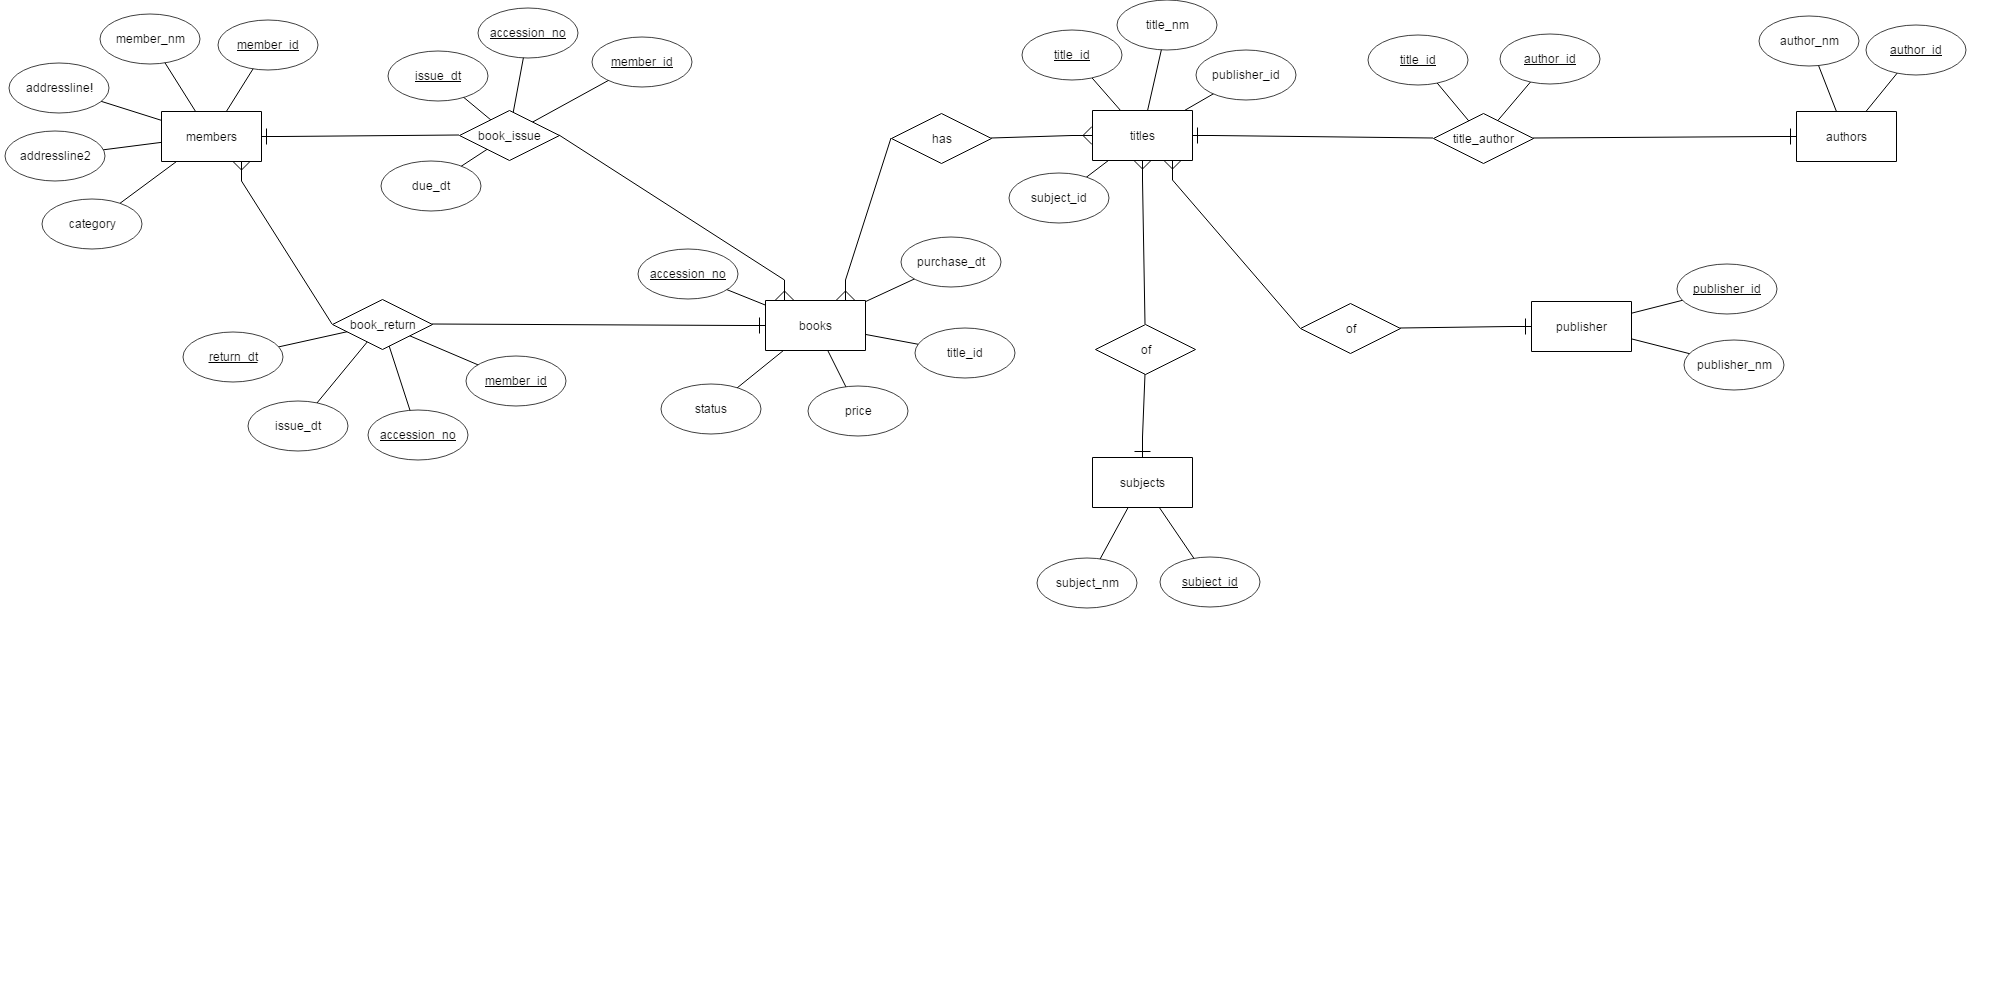 member_nm
member_id
addressline!
addressline2
category
members
issue_dt
accession_no
member_id
book_issue
due_dt
has
title_id
title_nm
publisher_id
titles
subject_id
title_id
author_id
title_author
author_nm
author_id
authors
accession_no
purchase_dt
books
title_id
status
price
book_return
return_dt
issue_dt
accession_no
member_id
of
of
publisher
publisher_id
publisher_nm
subjects
subject_nm
subject_id